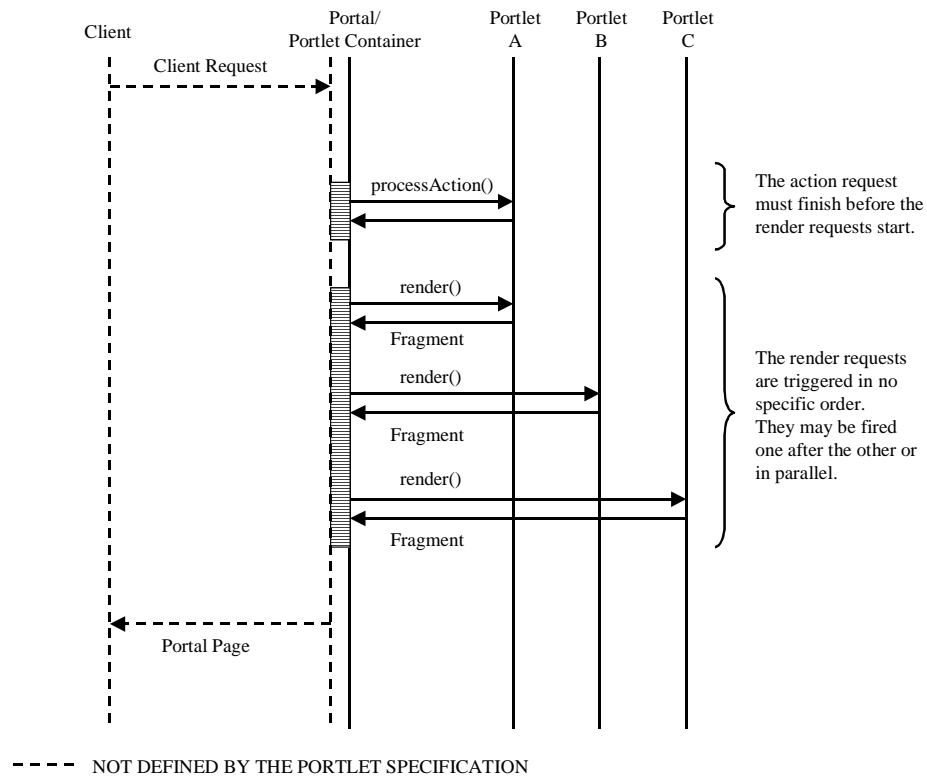 Client
Portal/
Portlet Container
Portlet
A
Portlet
B
Portlet
C
Client Request
processAction()
The action request
must finish before the
render requests start.
render()
Fragment
render()
Fragment
render()
Fragment
The render requests
are triggered in no
specific order.
They may be fired
one after the other or
in parallel.
Portal Page
NOT DEFINED BY THE PORTLET SPECIFICATION